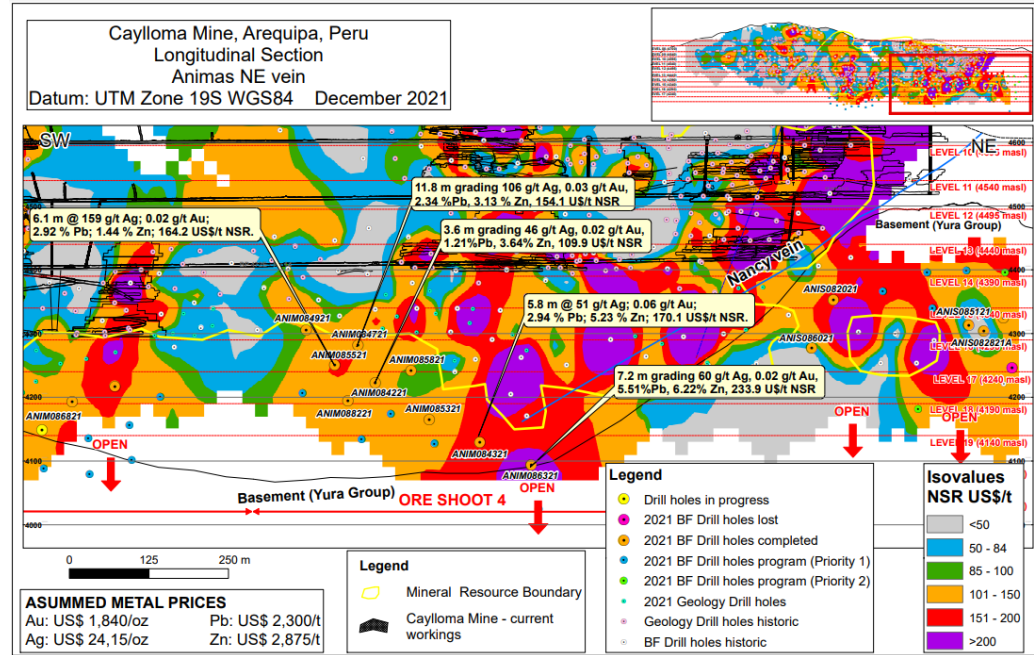 Caylloma Mine, Arequipa, Peru
Longitudinal Section
Animas NE vein
Datum: UTM Zone 19S WGS84 December 2021
SW
NE
4600
LEVEL 11 (4540 masl)
4500
LEVEL 12 (4495 masl)
Basement (Yura Group)
LEVEL 13 (4440 masl)
4400
LEVEL 14 (4390 masl)
4300
LEVEL 17 (4240 masl)
4200
LEVEL 18 (4190 masl)
LEVEL 19 (4140 masl)
4100
4000
11.8 m grading 106 g/t Ag, 0.03 g/t Au,
2.34 %Pb, 3.13 % Zn, 154.1 U$/t NSR
6.1 m @ 159 g/t Ag; 0.02 g/t Au;
2.92 % Pb; 1.44 % Zn; 164.2 US$/t NSR.
3.6 m grading 46 g/t Ag, 0.02 g/t Au,
1.21%Pb, 3.64% Zn, 109.9 U$/t NSR
Nancy vein
5.8 m @ 51 g/t Ag; 0.06 g/t Au;
2.94 % Pb; 5.23 % Zn; 170.1 US$/t NSR.
7.2 m grading 60 g/t Ag, 0.02 g/t Au,
5.51%Pb, 6.22% Zn, 233.9 U$/t NSR
ANIS082021
ANIS085121
ANIM084921
ANIM084721
ANIS086021
ANIS082821A
ANIM085521
ANIM085821
ANIM084221
ANIM086821
ANIM088221
ANIM085321
ANIM084321
ANIM086321
OPEN
OPEN
OPEN
OPEN
Basement (Yura Group)
ORE SHOOT 4
0 125 250 m
ASUMMED METAL PRICES
Au: US$ 1,840/oz Pb: US$ 2,300/t
Ag: US$ 24,15/oz Zn: US$ 2,875/t
Legend
Mineral Resource Boundary
Caylloma Mine - current
workings
Legend
Drill holes in progress
2021 BF Drill holes lost
2021 BF Drill holes completed
2021 BF Drill holes program (Priority 1)
2021 BF Drill holes program (Priority 2)
2021 Geology Drill holes
Geology Drill holes historic
BF Drill holes historic
Isovalues
NSR US$/t
<50
50 - 84
85 - 100
101 - 150
151 - 200
>200